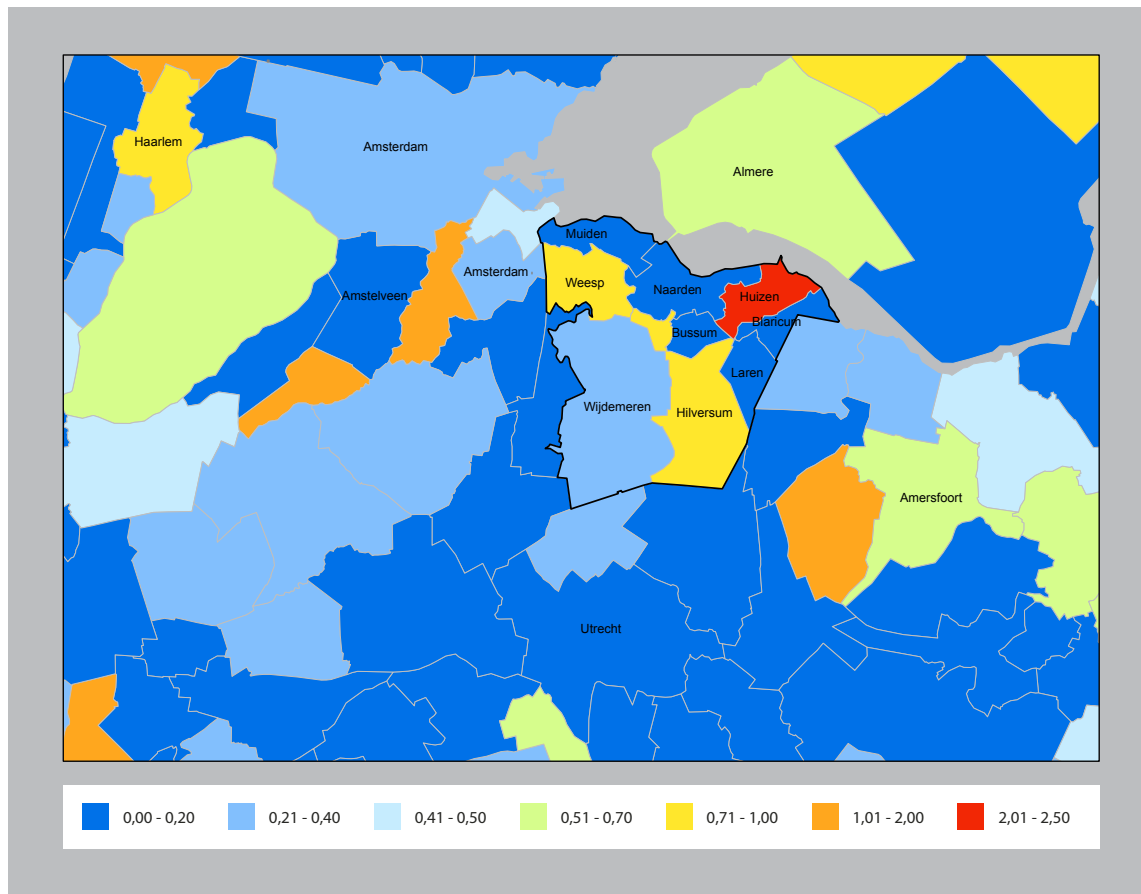 Haarlem
Amsterdam
Almere
Muiden
Amsterdam
Weesp
Naarden
Amstelveen
Huizen
Blaricum
Bussum
Laren
Wijdemeren
Hilversum
Amersfoort
Utrecht
0,00 - 0,20 0,21 - 0,40 0,41 - 0,50 0,51 - 0,70 0,71 - 1,00 1,01 - 2,00 2,01 - 2,50